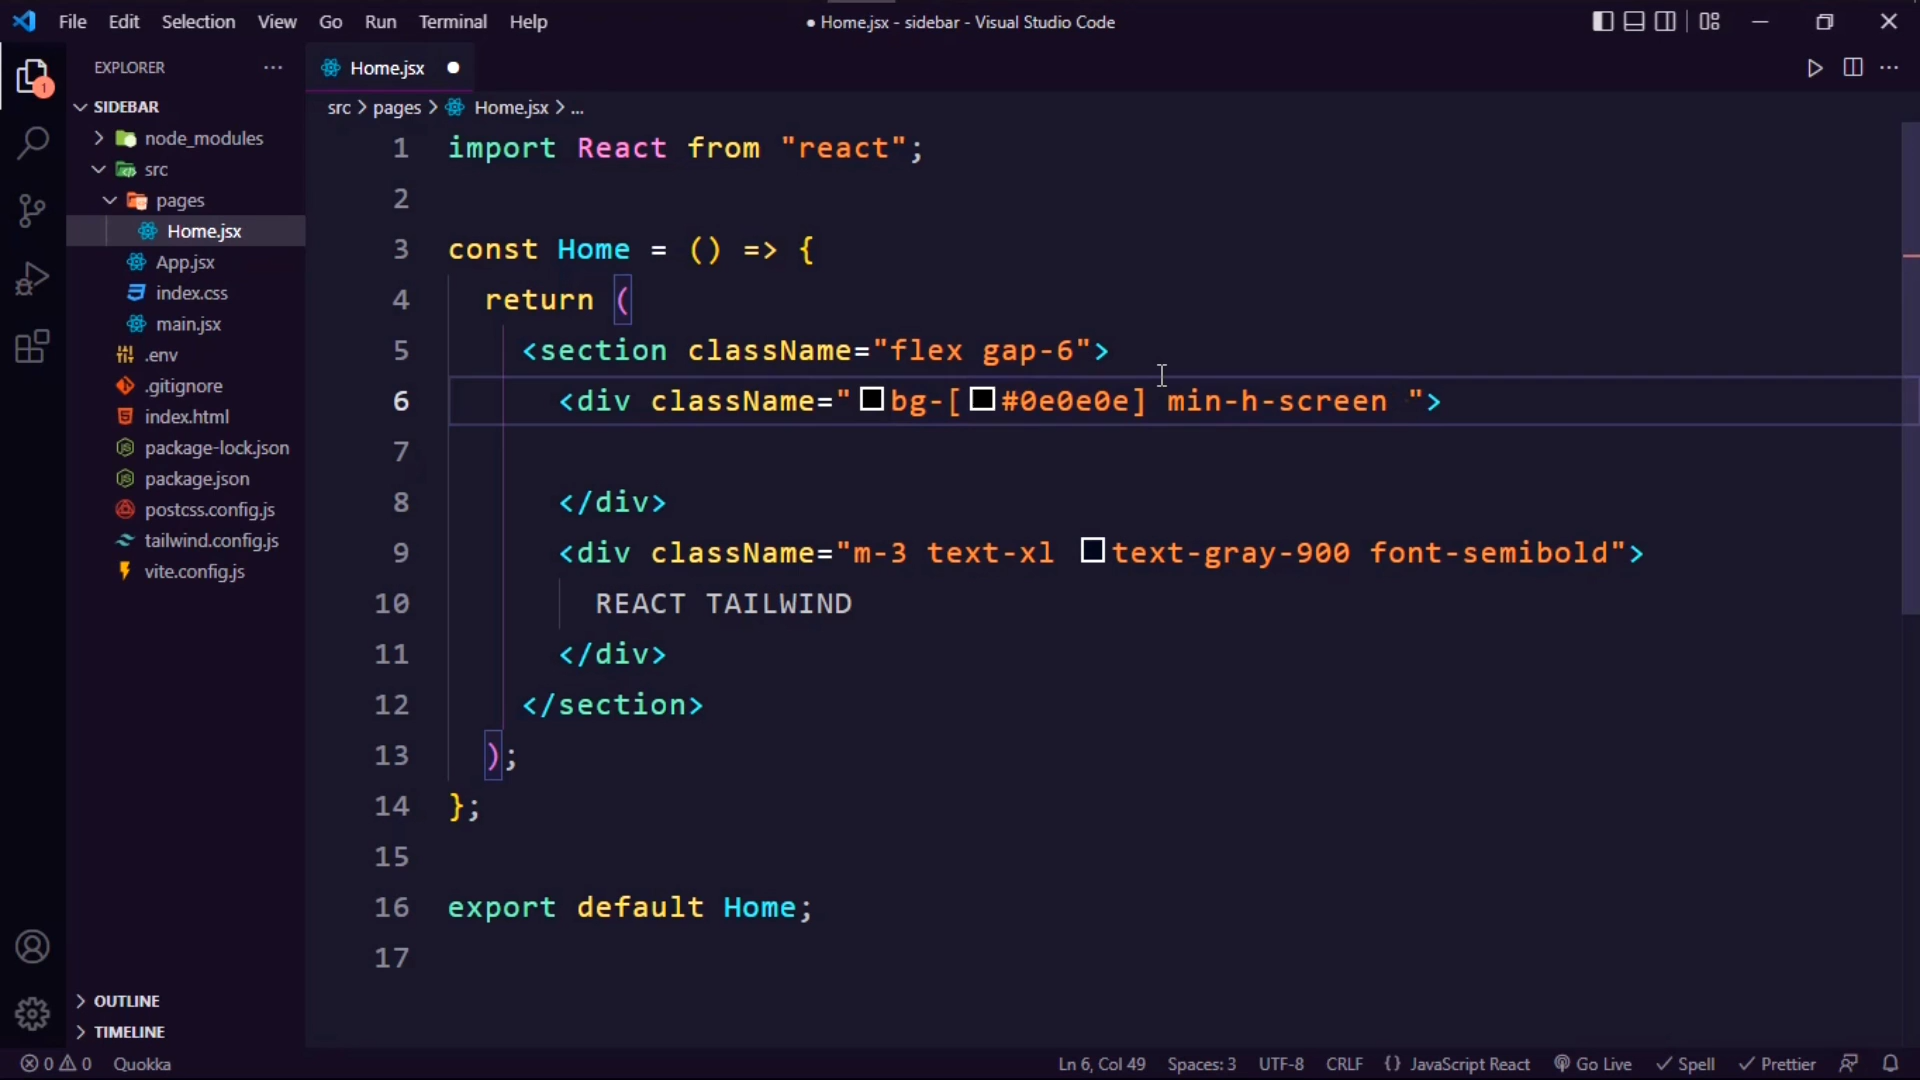 File Edit Selection View Go Run Terminal Help
● Home.jsx - sidebar - Visual Studio Code
EXPLORER ···
1
SIDEBAR
node_modules
src
pages
Home.jsx
App.jsx
index.css
main.jsx
.env
.gitignore
index.html
package-lock.json
package.json
postcss.config.js
tailwind.config.js
vite.config.js
OUTLINE
TIMELINE
Home.jsx ●
src > pages > Home.jsx > ...
1 import React from "react";
2
3 const Home = () => {
4 return (
5 <section className="flex gap-6">
6 <div className="bg-[#0e0e0e] min-h-screen ">
7
8 </div>
9 <div className="m-3 text-xl text-gray-900 font-semibold">
10 REACT TAILWIND
11 </div>
12 </section>
13 );
14 };
15
16 export default Home;
17
0 0 Quokka
Ln 6, Col 49 Spaces: 3 UTF-8 CRLF {} JavaScript React Go Live ✓ Spell ✓ Prettier